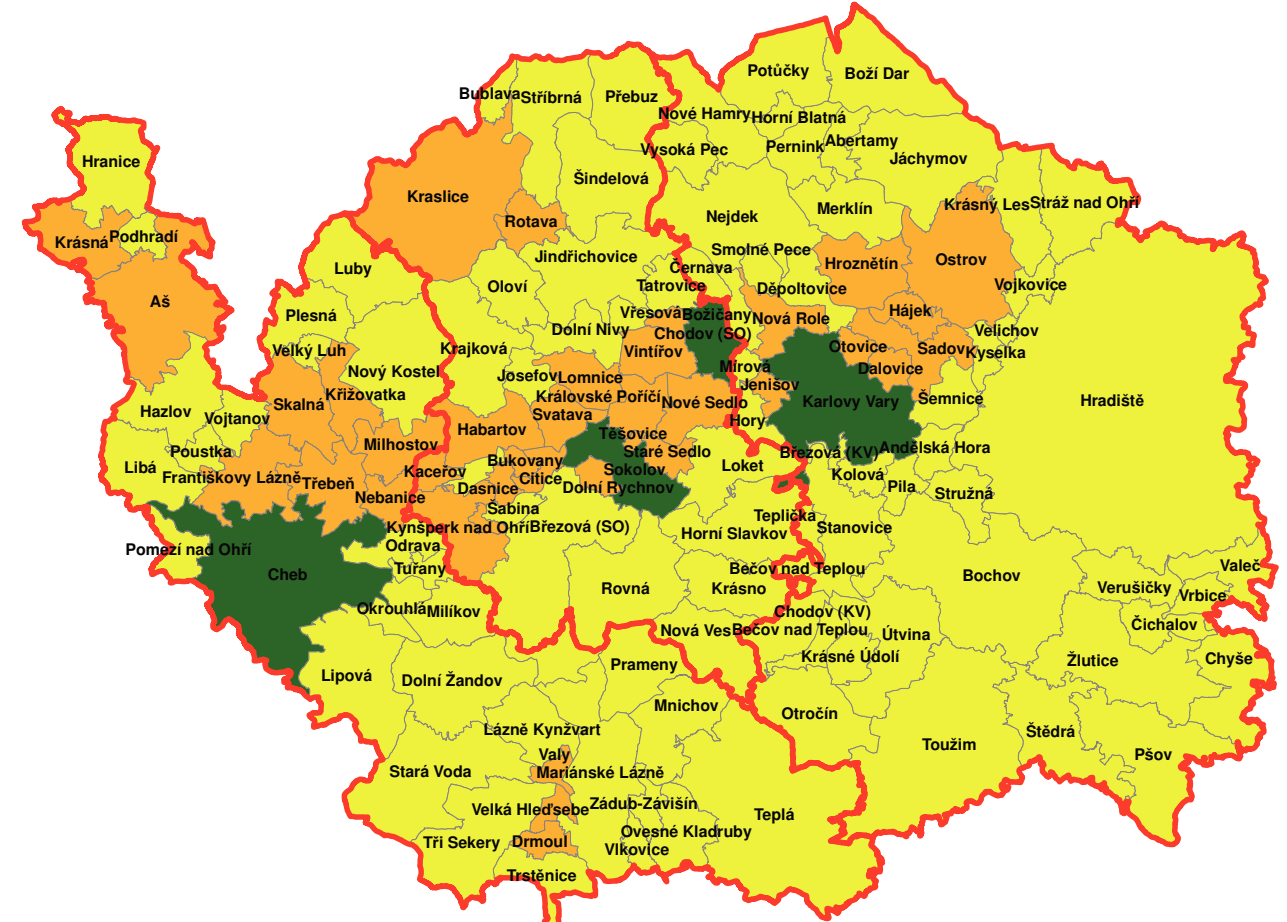 Potůčky
Boží Dar
Bublava
Stříbrná
Přebuz
Nové Hamry
Horní Blatná
Vysoká Pec
Pernink
Abertamy
Jáchymov
Hranice
Šindelová
Kraslice
Merklín
Krásný Les
Stráž nad Ohří
Nejdek
Rotava
Krásná
Podhradí
Smolné Pece
Jindřichovice
Hroznětín
Ostrov
Luby
Černava
Tatrovice
Oloví
Děpoltovice
Vojkovice
Aš
Plesná
Vřesová
Božičany
Nová Role
Hájek
Dolní Nivy
Chodov (SO)
Velichov
Velký Luh
Krajková
Vintířov
Otovice
Sadov
Kyselka
Nový Kostel
Josefov
Lomnice
Mírová
Dalovice
Jenišov
Křižovatka
Královské Poříčí
Skalná
Nové Sedlo
Karlovy Vary
Šemnice
Hradiště
Hazlov
Vojtanov
Svatava
Hory
Habartov
Těšovice
Milhostov
Poustka
Staré Sedlo
Březová (KV)
Andělská Hora
Libá
Bukovany
Loket
Kaceřov
Sokolov
Františkovy Lázně
Třebeň
Citice
Kolová
Dasnice
Dolní Rychnov
Pila
Stružná
Nebanice
Šabina
Teplička
Kynšperk nad Ohří
Březová (SO)
Horní Slavkov
Stanovice
Pomezí nad Ohří
Odrava
Tuřany
Bečov nad Teplou
Valeč
Cheb
Bochov
Rovná
Krásno
Verušičky
Vrbice
Okrouhlá
Milíkov
Chodov (KV)
Čichalov
Nová Ves
Bečov nad Teplou
Útvina
Krásné Údolí
Prameny
Žlutice
Chyše
Lipová
Dolní Žandov
Mnichov
Otročín
Lázně Kynžvart
Štědrá
Toužim
Valy
Pšov
Stará Voda
Mariánské Lázně
Velká Hleďsebe
Zádub-Závišín
Teplá
Ovesné Kladruby
Tři Sekery
Drmoul
Vlkovice
Trstěnice